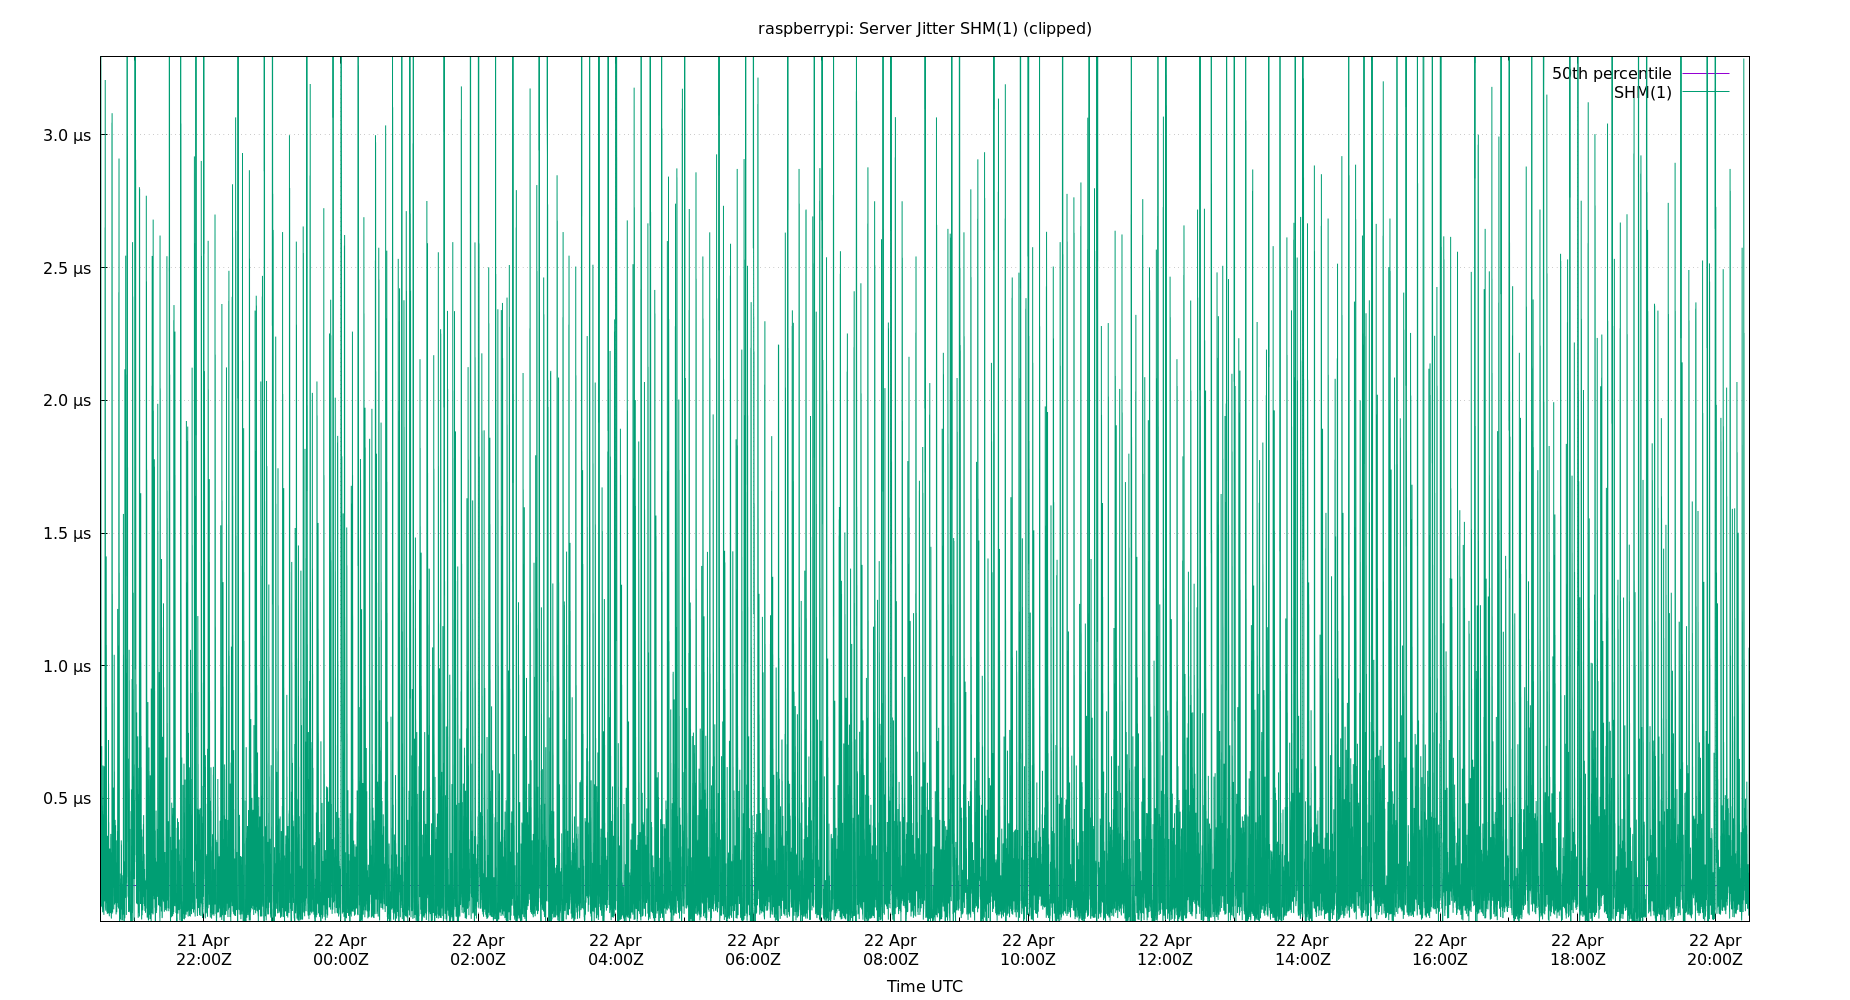 raspberrypi: Server Jitter SHM(1) (clipped)
50th percentile
SHM(1)
3.0 µs
2.5 µs
2.0 µs
1.5 µs
1.0 µs
0.5 µs
21 Apr 22 Apr 22 Apr 22 Apr 22 Apr 22 Apr 22 Apr 22 Apr 22 Apr 22 Apr 22 Apr 22 Apr
22:00Z 00:00Z 02:00Z 04:00Z 06:00Z 08:00Z 10:00Z 12:00Z 14:00Z 16:00Z 18:00Z 20:00Z
Time UTC